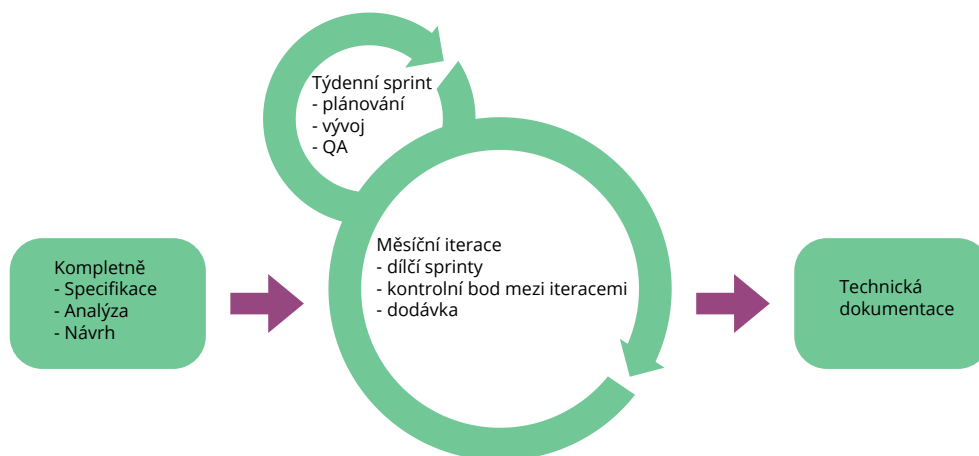 Týdenní sprint
- plánování
- vývoj
- QA
Kompletně
- Specifikace
- Analýza
- Návrh
Měsíční iterace
- dílčí sprinty
- kontrolní bod mezi iteracemi
- dodávka
Technická
dokumentace